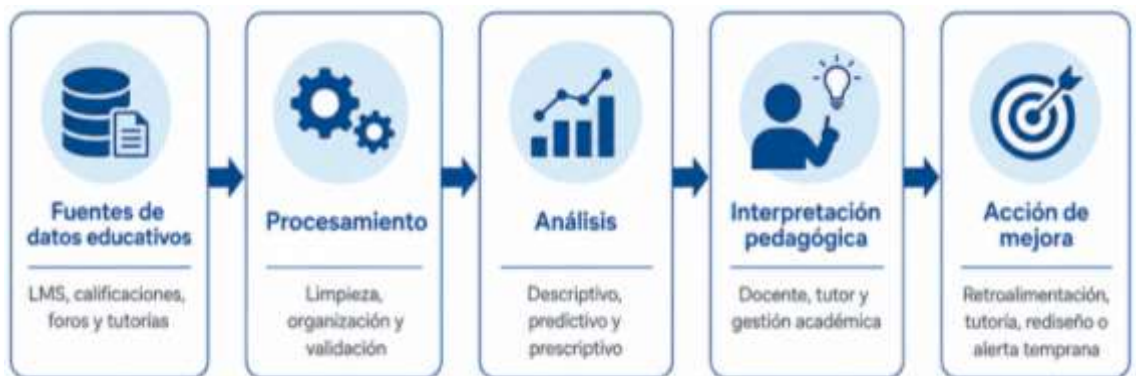 Fuentes de
datos educativos
LMS, calificaciones,
foros y tutorías
Procesamiento
Limpieza,
organización y
validación
Análisis
Descriptivo,
predictivo y
prescriptivo
Interpretación
pedagógica
Docente, tutor y
gestión académica
Acción de
mejora
Retroalimentación,
tutoría, rediseño o
alerta temprana